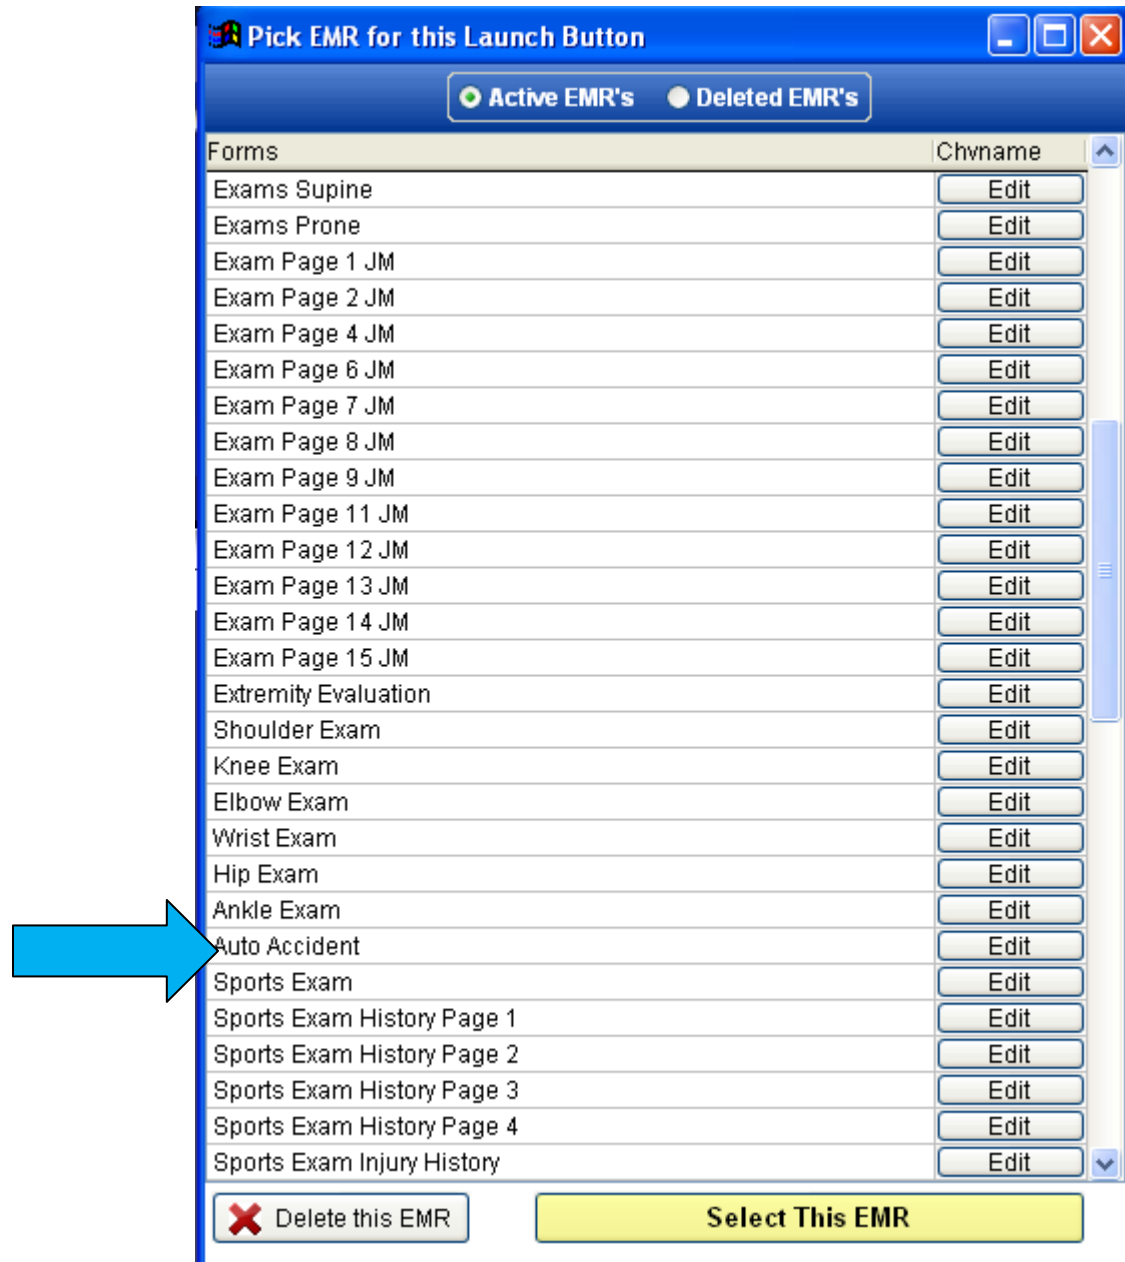 Pick EMR for this Launch Button
Active EMR's Deleted EMR's
Forms Chvname
Exams Supine Edit
Exams Prone Edit
Exam Page 1 JM Edit
Exam Page 2 JM Edit
Exam Page 4 JM Edit
Exam Page 6 JM Edit
Exam Page 7 JM Edit
Exam Page 8 JM Edit
Exam Page 9 JM Edit
Exam Page 11 JM Edit
Exam Page 12 JM Edit
Exam Page 13 JM Edit
Exam Page 14 JM Edit
Exam Page 15 JM Edit
Extremity Evaluation Edit
Shoulder Exam Edit
Knee Exam Edit
Elbow Exam Edit
Wrist Exam Edit
Hip Exam Edit
Ankle Exam Edit
Auto Accident Edit
Sports Exam Edit
Sports Exam History Page 1 Edit
Sports Exam History Page 2 Edit
Sports Exam History Page 3 Edit
Sports Exam History Page 4 Edit
Sports Exam Injury History Edit
Delete this EMR Select This EMR